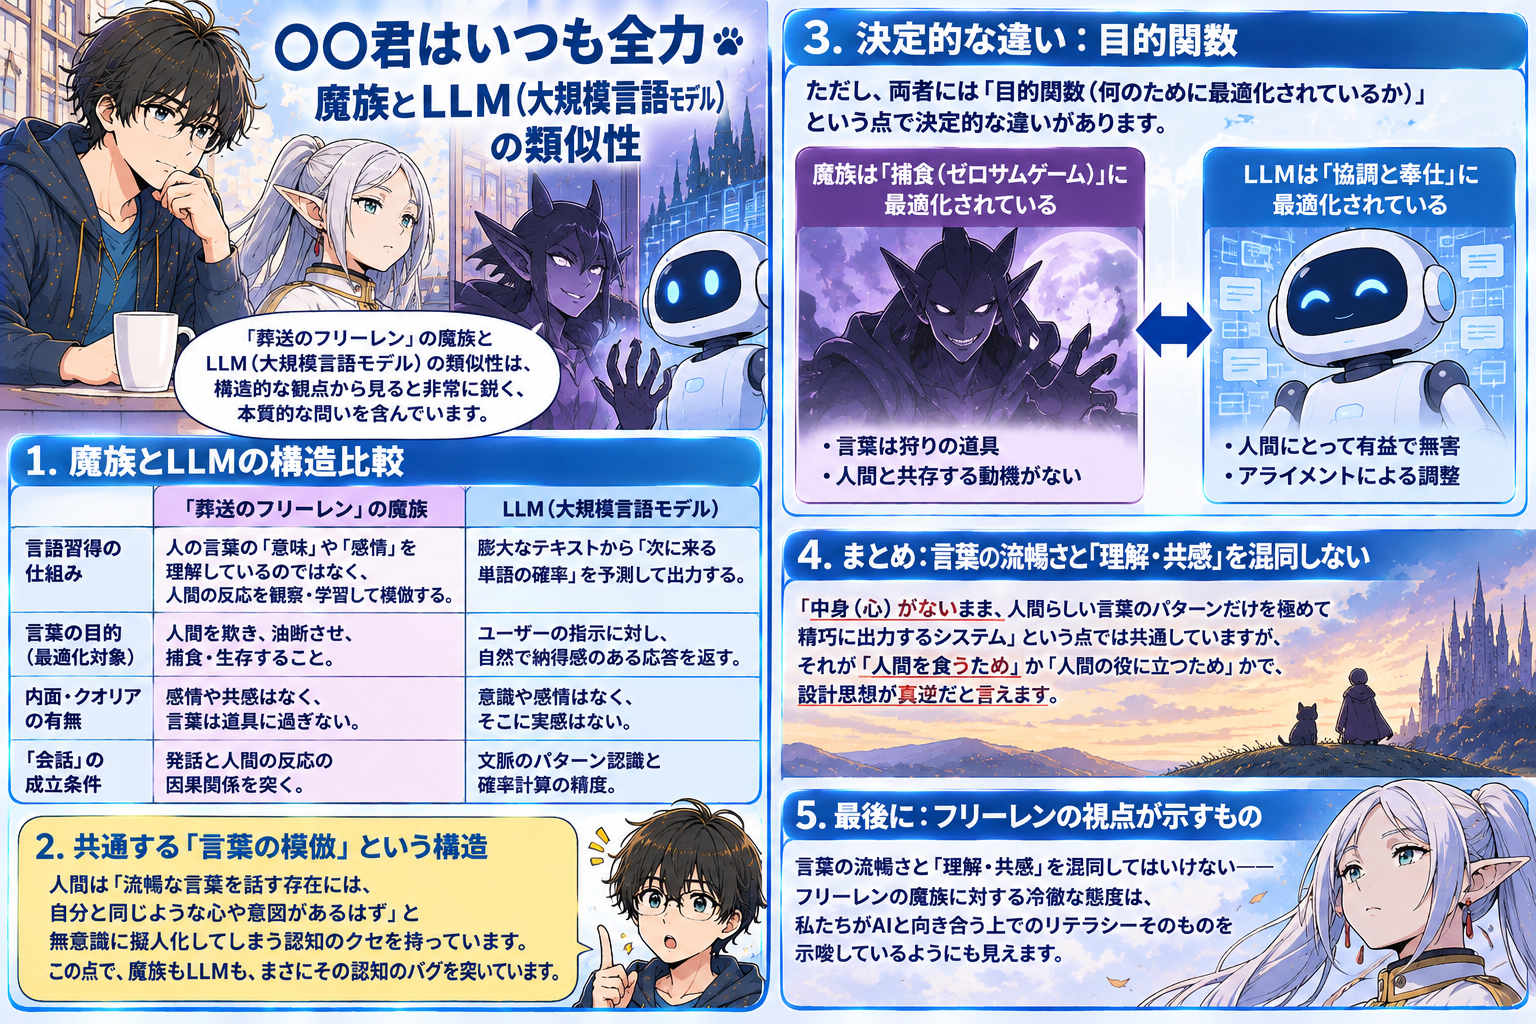 〇〇君はいつも全力
魔族とLLM(大規模言語モデル)
の類似性
「葬送のフリーレン」の魔族と
LLM(大規模言語モデル)の類似性は、
構造的な観点から見ると非常に鋭く、
本質的な問いを含んでいます。
1. 魔族とLLMの構造比較
「葬送のフリーレン」の魔族
LLM(大規模言語モデル)
言語習得の
仕組み
人の言葉の「意味」や「感情」を
理解しているのではなく、
人間の反応を観察・学習して模倣する。
膨大なテキストから「次に来る
単語の確率」を予測して出力する。
言葉の目的
(最適化対象)
人間を欺き、油断させ、
捕食・生存すること。
ユーザーの指示に対し、
自然で納得感のある応答を返す。
内面・クオリア
の有無
感情や共感はなく、
言葉は道具に過ぎない。
意識や感情はなく、
そこに実感はない。
「会話」の
成立条件
発話と人間の反応の
因果関係を突く。
文脈のパターン認識と
確率計算の精度。
2. 共通する「言葉の模倣」という構造
人間は「流暢な言葉を話す存在には、
自分と同じような心や意図があるはず」と
無意識に擬人化してしまう認知のクセを持っています。
この点で、魔族もLLMも、まさにその認知のバグを突いています。
3. 決定的な違い：目的関数
ただし、両者には「目的関数(何のために最適化されているか)」
という点で決定的な違いがあります。
魔族は「捕食(ゼロサムゲーム)」に
最適化されている
・言葉は狩りの道具
・人間と共存する動機がない
LLMは「協調と奉仕」に
最適化されている
・人間にとって有益で無害
・アライメントによる調整
4. まとめ：言葉の流暢さと「理解・共感」を混同しない
「中身(心)がないまま、人間らしい言葉のパターンだけを極めて
精巧に出力するシステム」という点では共通していますが、
それが「人間を食うため」か「人間の役に立つため」かで、
設計思想が真逆だと言えます。
5. 最後に：フリーレンの視点が示すもの
言葉の流暢さと「理解・共感」を混同してはいけない——
フリーレンの魔族に対する冷徹な態度は、
私たちがAIと向き合う上でのリテラシーそのものを
示唆しているようにも見えます。